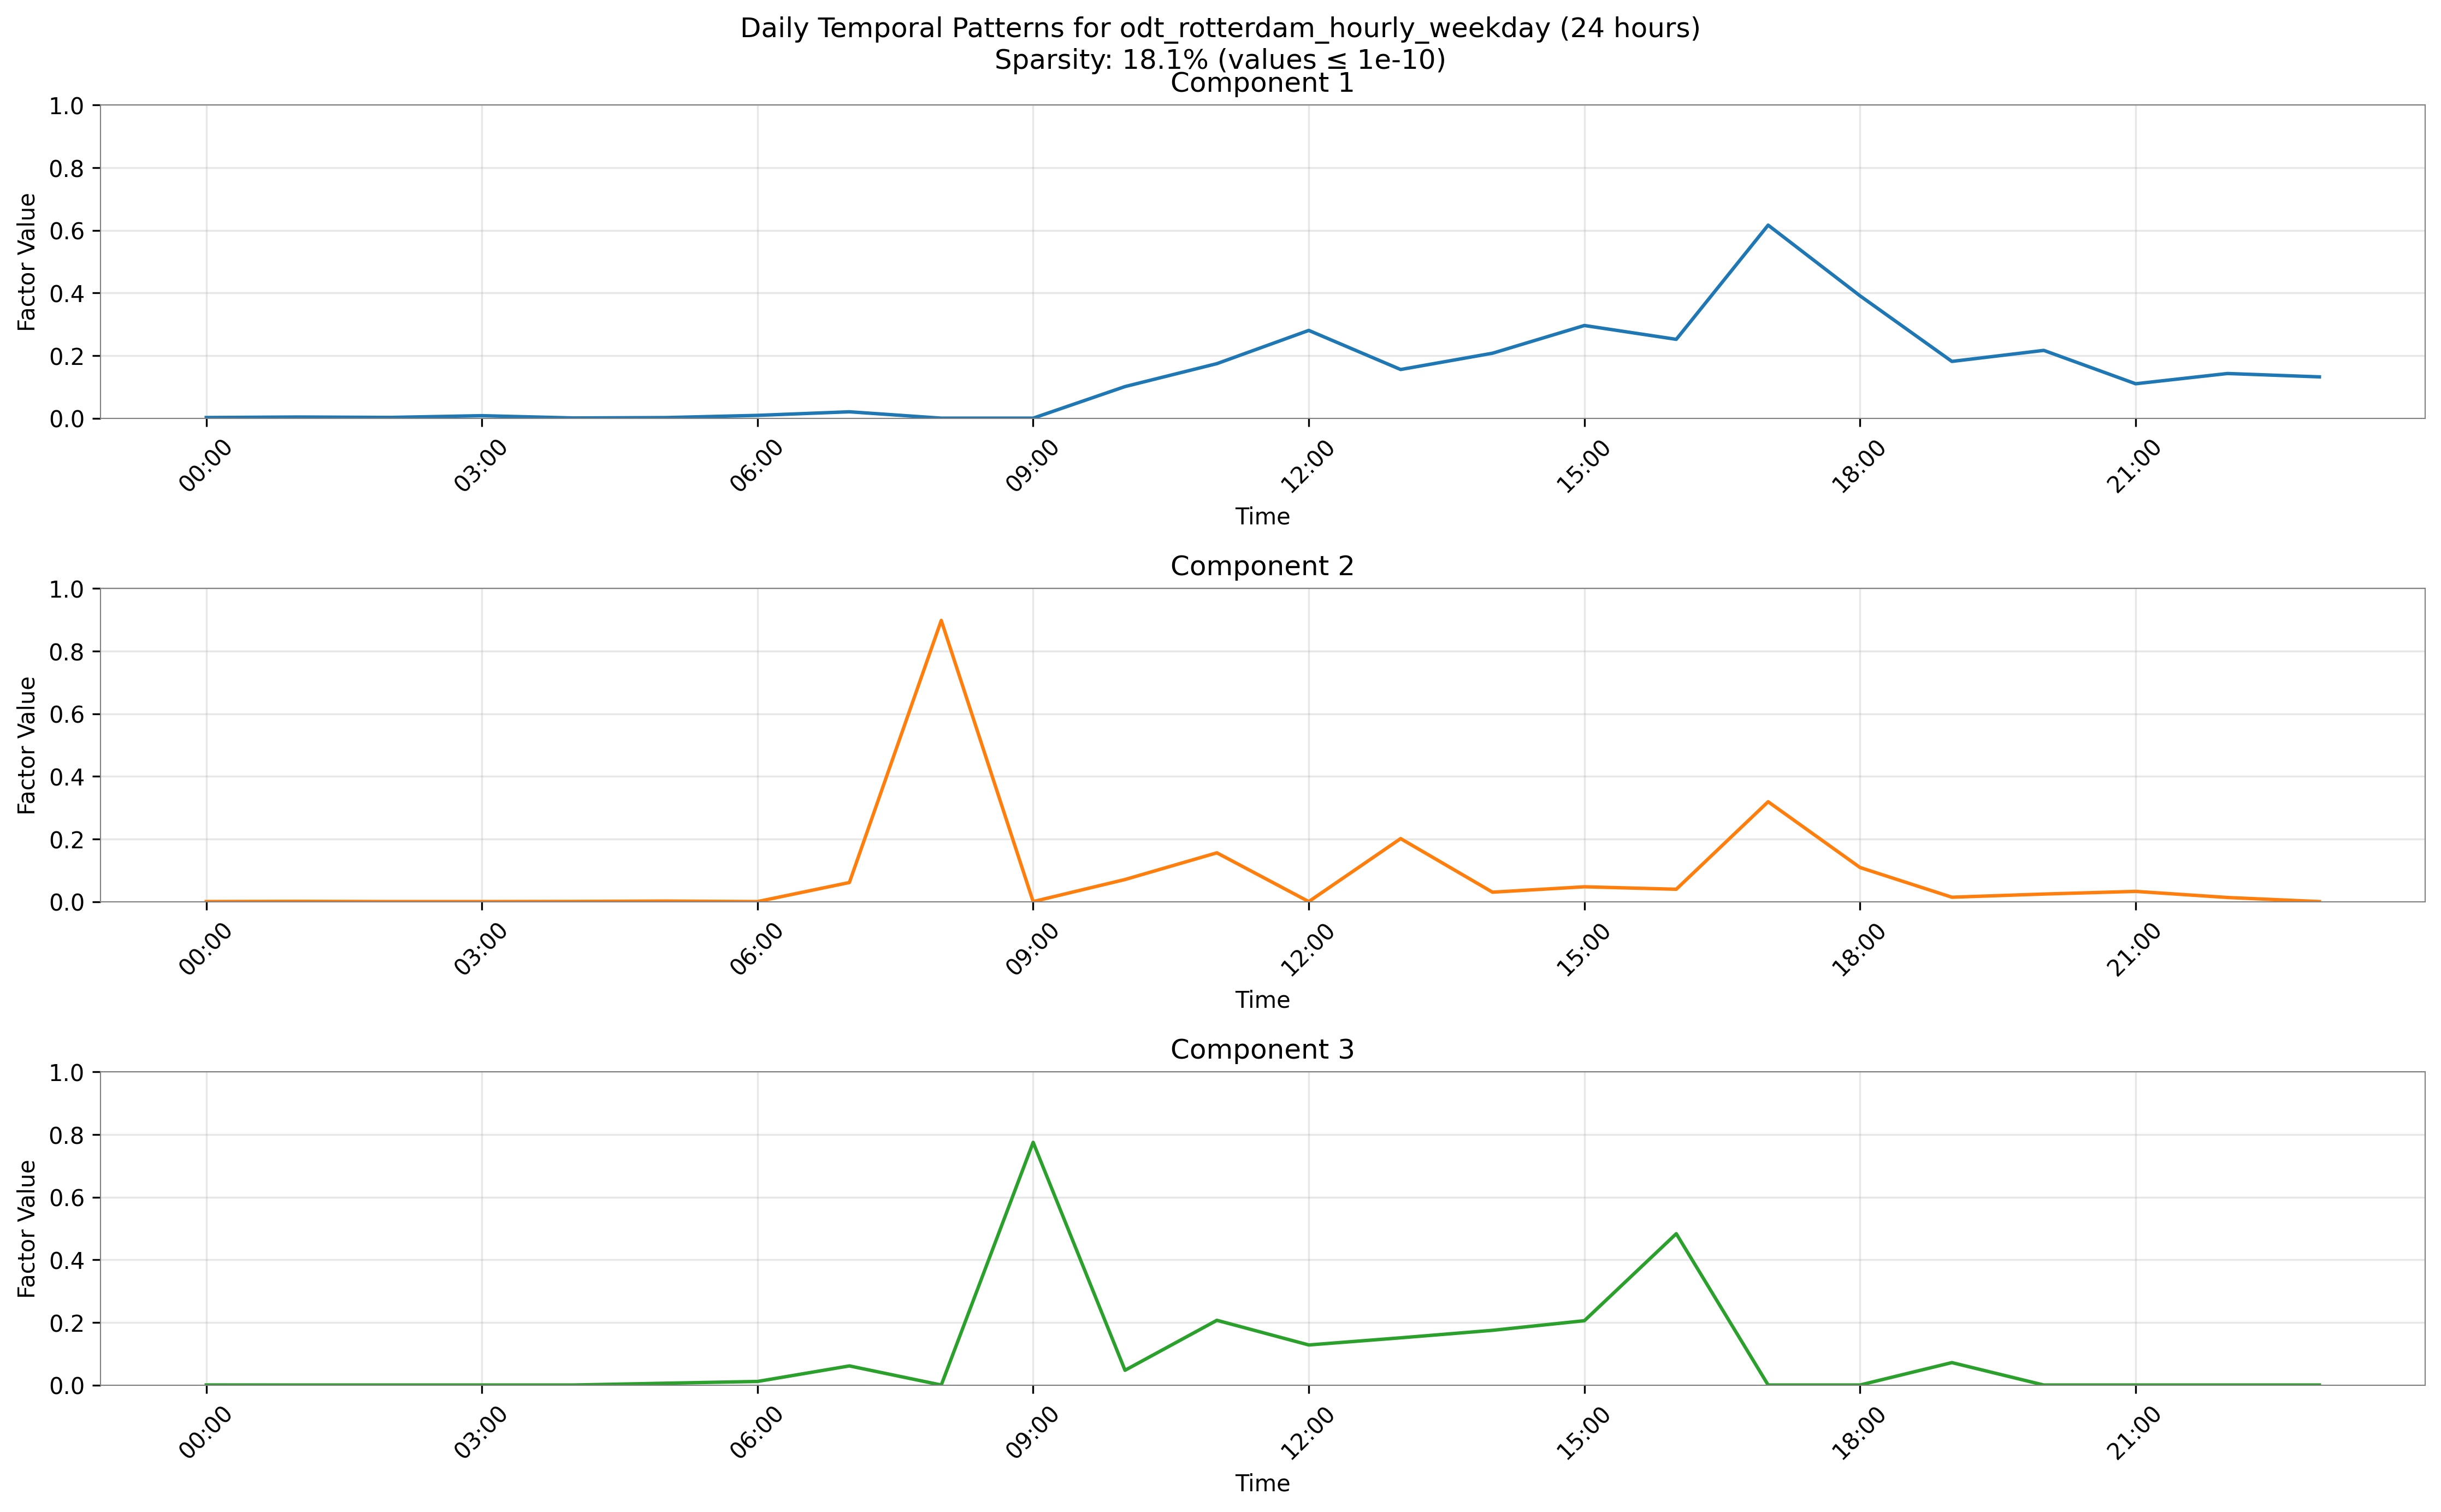 Daily Temporal Patterns for odt_rotterdam_hourly_weekday (24 hours)
Sparsity: 18.1% (values ≤ 1e-10)
Component 1
1.0
0.8
0.6
0.4
0.2
0.0
Factor Value
00:00 03:00 06:00 09:00 12:00 15:00 18:00 21:00
Time
Component 2
1.0
0.8
0.6
0.4
0.2
0.0
Factor Value
00:00 03:00 06:00 09:00 12:00 15:00 18:00 21:00
Time
Component 3
1.0
0.8
0.6
0.4
0.2
0.0
Factor Value
00:00 03:00 06:00 09:00 12:00 15:00 18:00 21:00
Time